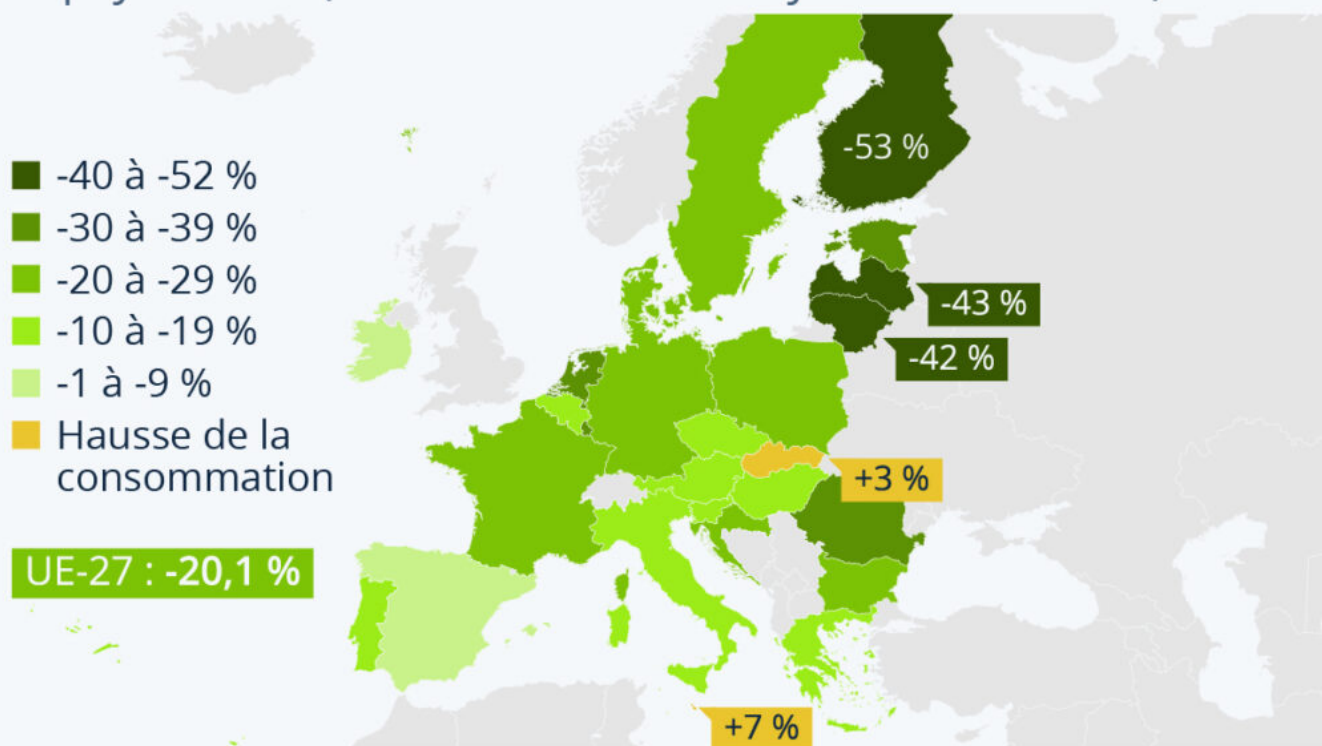 -40 à -52 %
-30 à -39 %
-20 à -29 %
-10 à -19 %
-1 à -9 %
Hausse de la
consommation
UE-27 : -20,1 %
-53 %
-43 %
-42 %
+3 %
+7 %